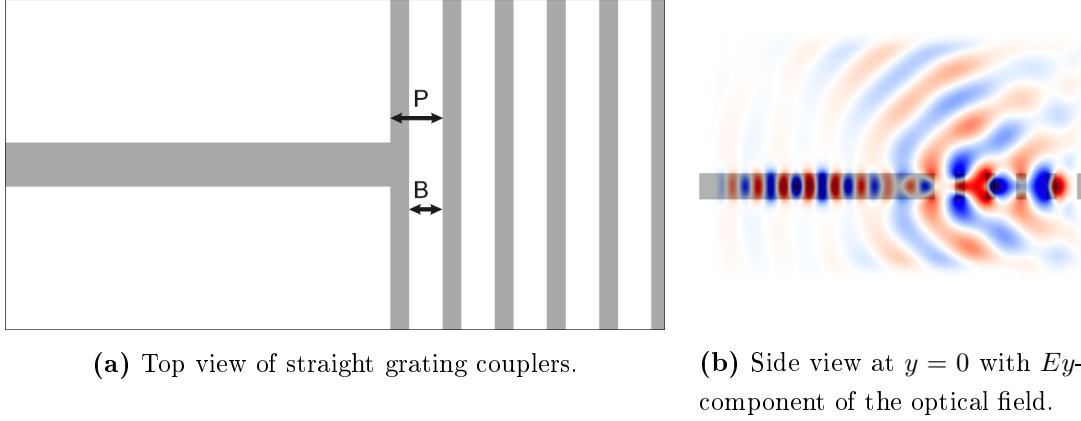 P
B
(a) Top view of straight grating couplers.
(b) Side view at y = 0 with Ey-
component of the optical field.